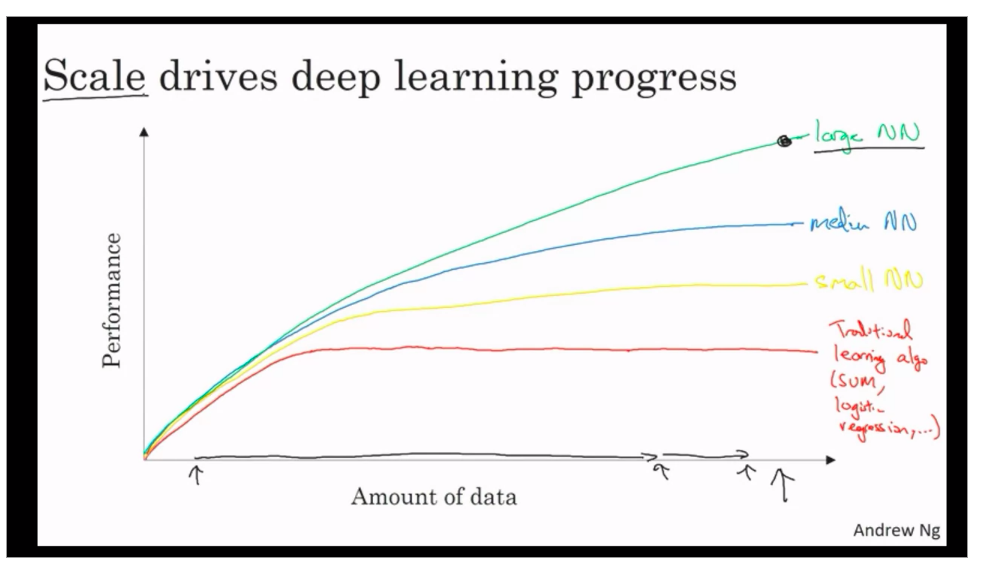 Scale drives deep learning progress
large NN
medium NN
small NN
Traditional
learning algo
(SVM,
logistic
regression,...)
Performance
Amount of data
Andrew Ng